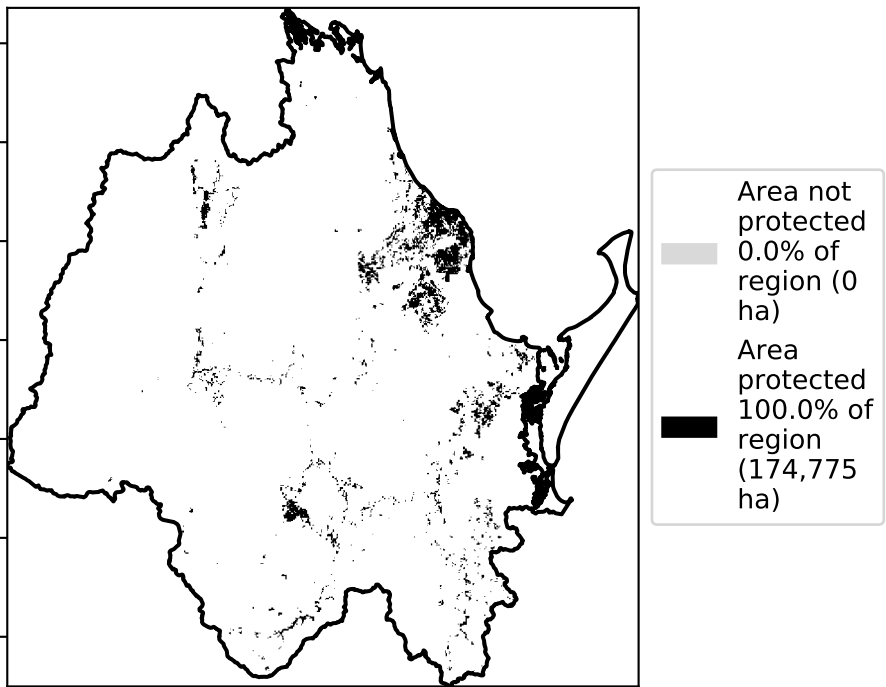 Area not
protected
0.0% of
region (0
ha)
Area
protected
100.0% of
region
(174,775
ha)